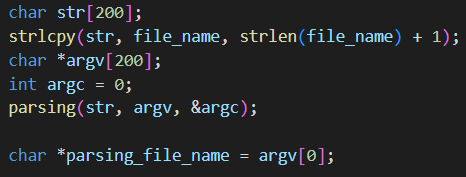 char str[200];
strlcpy(str, file_name, strlen(file_name) + 1);
char *argv[200];
int argc = 0;
parsing(str, argv, &argc);
char *parsing_file_name = argv[0];